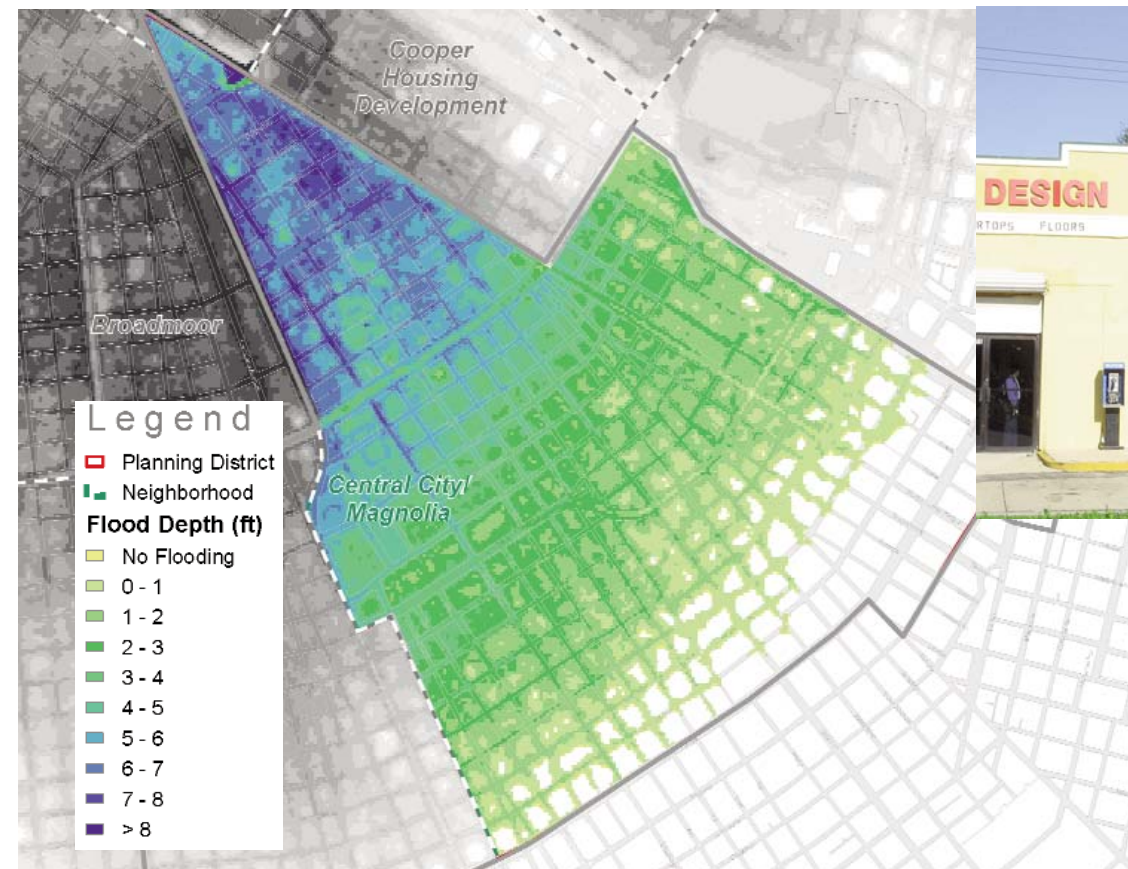 Cooper
Housing
Development
DESIGN
RTOPS FLOORS
Broadmoor
Legend
Planning District
Neighborhood
Flood Depth (ft)
No Flooding
0 - 1
1 - 2
2 - 3
3 - 4
4 - 5
5 - 6
6 - 7
7 - 8
> 8
Central City/
Magnolia